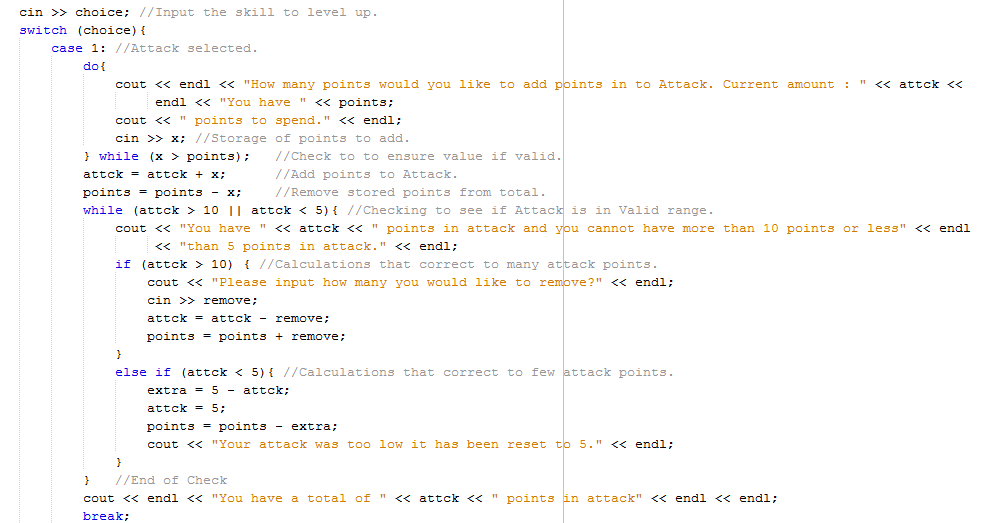 cin >> choice; //Input the skill to level up.
switch (choice){
case 1: //Attack selected.
do{
cout << endl << "How many points would you like to add points in to Attack. Current amount : " << attck <<
endl << "You have " << points;
cout << " points to spend." << endl;
cin >> x; //Storage of points to add.
} while (x > points); //Check to to ensure value if valid.
attck = attck + x; //Add points to Attack.
points = points - x; //Remove stored points from total.
while (attck > 10 || attck < 5){ //Checking to see if Attack is in Valid range.
cout << "You have " << attck << " points in attack and you cannot have more than 10 points or less" << endl
<< "than 5 points in attack." << endl;
if (attck > 10) { //Calculations that correct to many attack points.
cout << "Please input how many you would like to remove?" << endl;
cin >> remove;
attck = attck - remove;
points = points + remove;
}
else if (attck < 5){ //Calculations that correct to few attack points.
extra = 5 - attck;
attck = 5;
points = points - extra;
cout << "Your attack was too low it has been reset to 5." << endl;
}
} //End of Check
cout << endl << "You have a total of " << attck << " points in attack" << endl << endl;
break;